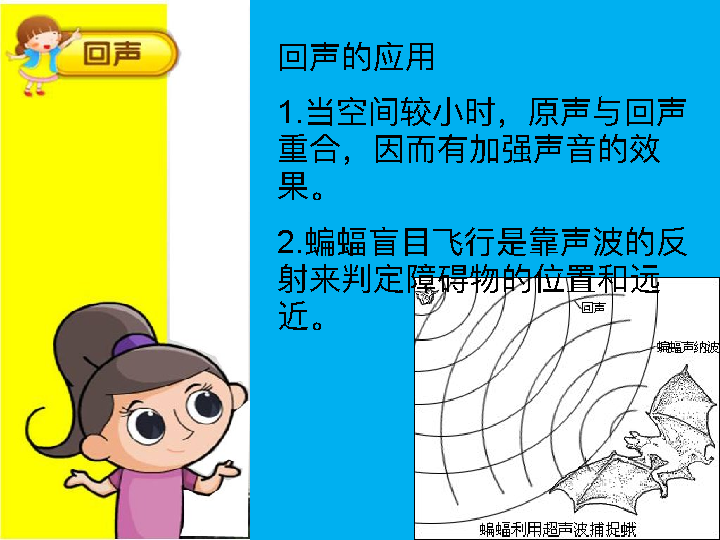 回声
回声的应用
1.当空间较小时，原声与回声
重合，因而有加强声音的效
果。
2.蝙蝠盲目飞行是靠声波的反
射来判定障碍物的位置和远
近。
回声
蝙蝠声纳波
蝙蝠利用超声波捕捉蛾